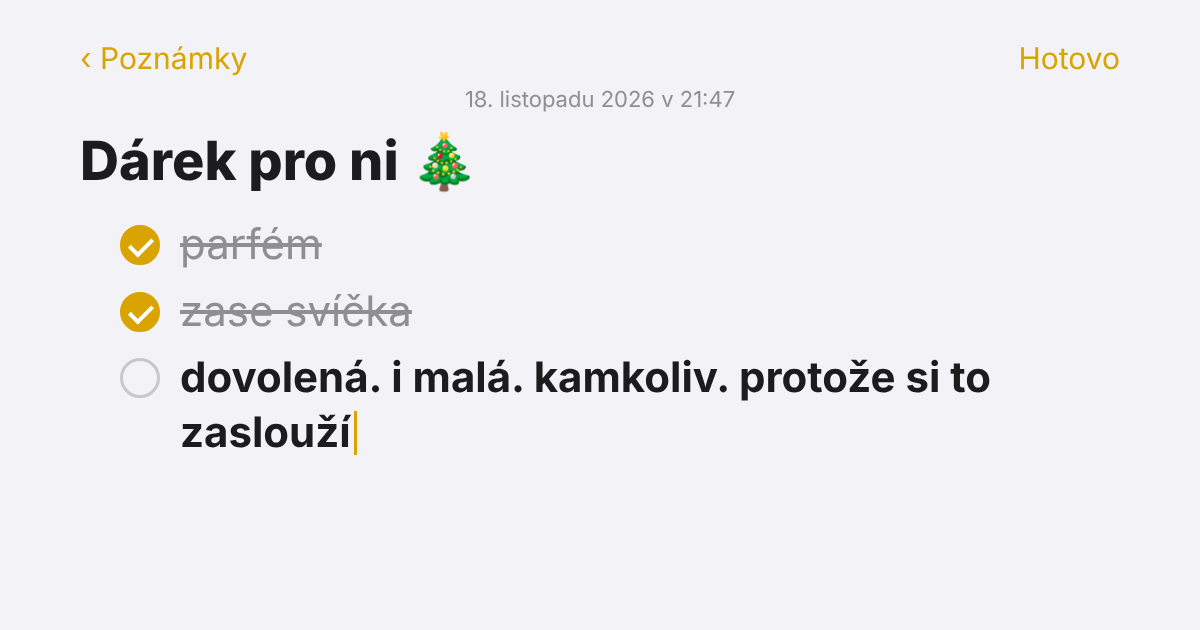 ‹ Poznámky
Hotovo
18. listopadu 2026 v 21:47
Dárek pro ni 🎄
parfém
zase svíčka
dovolená. i malá. kamkoliv. protože si to
zaslouží